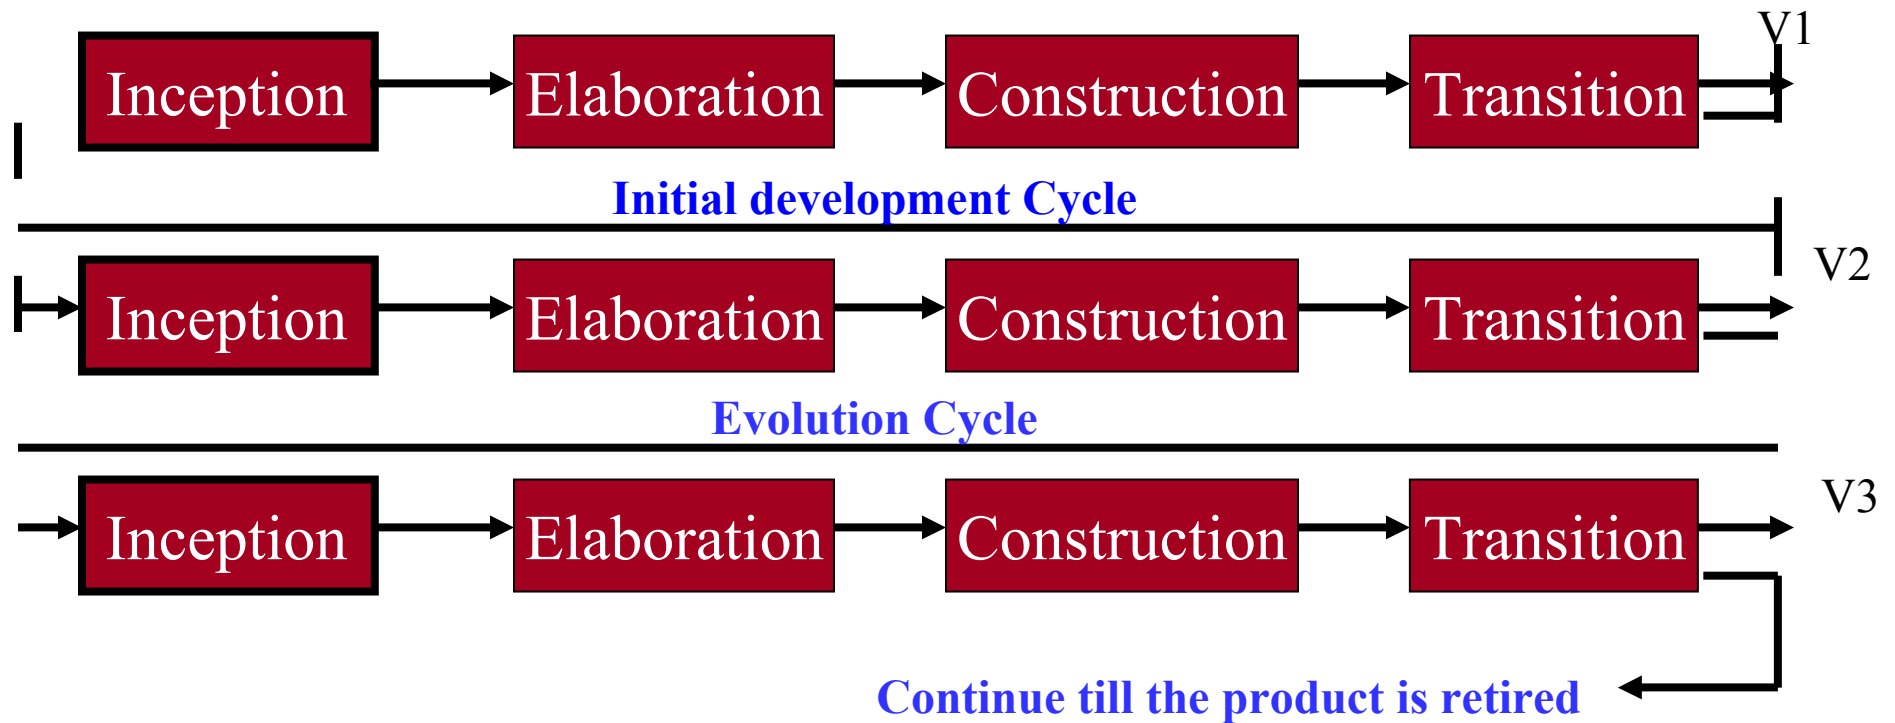 V1
Inception Elaboration Construction Transition
Initial development Cycle
V2
Inception Elaboration Construction Transition
Evolution Cycle
V3
Inception Elaboration Construction Transition
Continue till the product is retired